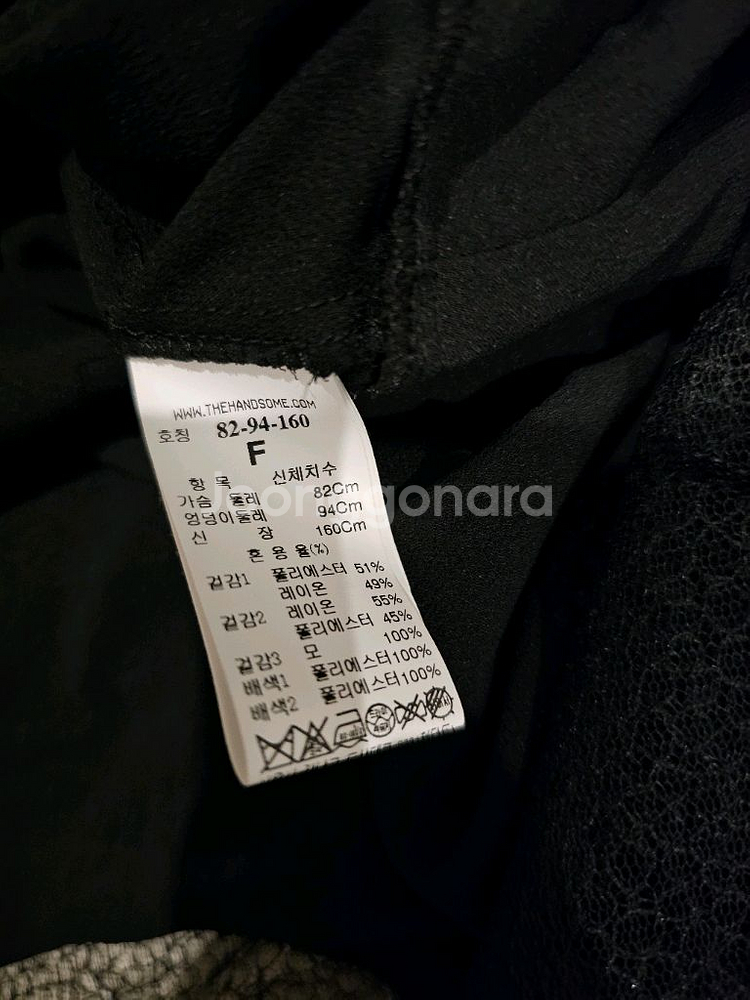 WWW.THEHANDSOME.COM
호칭 82-94-160
F
항 목 신체치수
가슴 둘레 82Cm
엉덩이둘레 94Cm
신 장 160Cm
혼 용 율(%)
겉감1 폴리에스터 51%
레이온 49%
겉감2 레이온 55%
폴리에스터 45%
겉감3 모 100%
배색1 폴리에스터100%
배색2 폴리에스터100%
Joonggonara